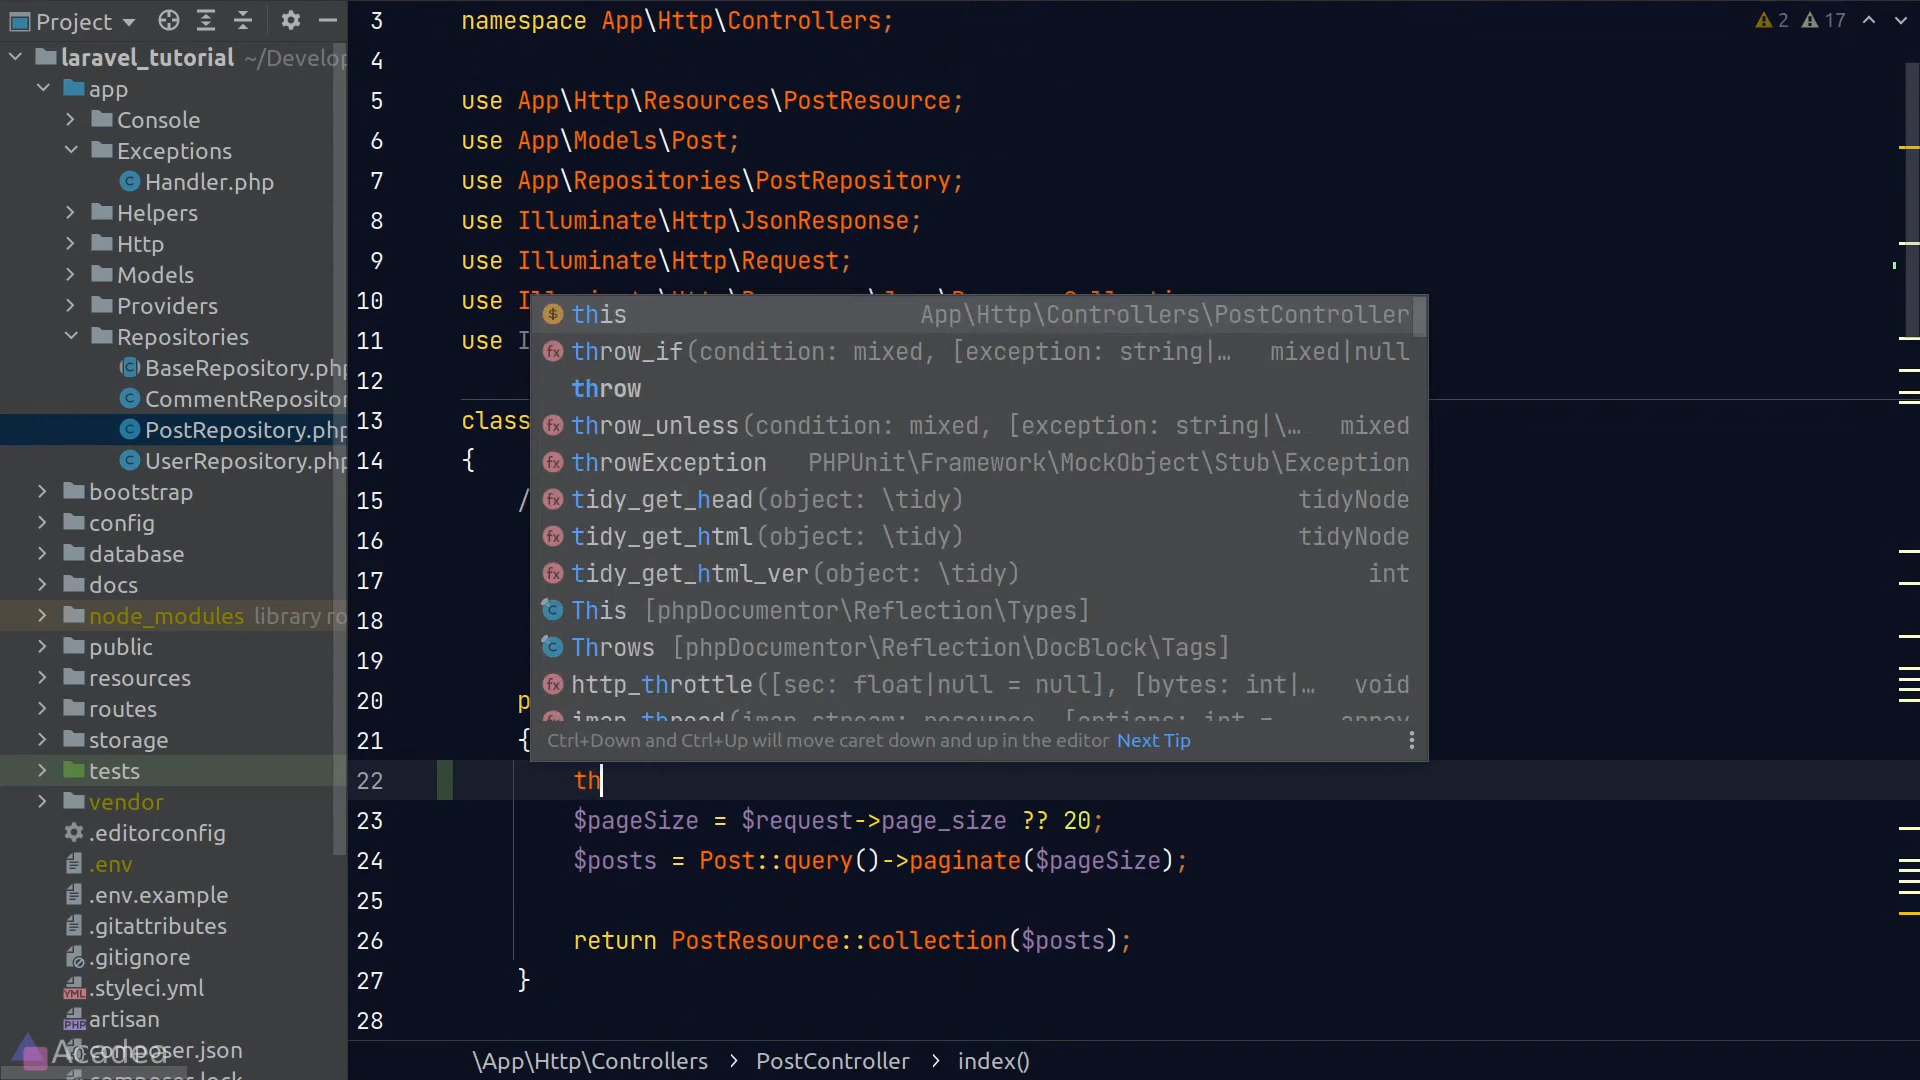 Project
laravel_tutorial ~/Develop
app
Console
Exceptions
Handler.php
Helpers
Http
Models
Providers
Repositories
BaseRepository.php
CommentRepositor
PostRepository.php
UserRepository.php
bootstrap
config
database
docs
node_modules library ro
public
resources
routes
storage
tests
vendor
.editorconfig
.env
.env.example
.gitattributes
.gitignore
.styleci.yml
artisan
composer.json
composer.lock
Acadea
2 17
3 namespace App\Http\Controllers;
4
5 use App\Http\Resources\PostResource;
6 use App\Models\Post;
7 use App\Repositories\PostRepository;
8 use Illuminate\Http\JsonResponse;
9 use Illuminate\Http\Request;
10 use
11 use I
12
13 class
14 {
15 /
16
17
18
19
20 p
21 {
22 th
23 $pageSize = $request->page_size ?? 20;
24 $posts = Post::query()->paginate($pageSize);
25
26 return PostResource::collection($posts);
27 }
28
this App\Http\Controllers\PostController
throw_if(condition: mixed, [exception: string|… mixed|null
throw
throw_unless(condition: mixed, [exception: string|\… mixed
throwException PHPUnit\Framework\MockObject\Stub\Exception
tidy_get_head(object: \tidy) tidyNode
tidy_get_html(object: \tidy) tidyNode
tidy_get_html_ver(object: \tidy) int
This [phpDocumentor\Reflection\Types]
Throws [phpDocumentor\Reflection\DocBlock\Tags]
http_throttle([sec: float|null = null], [bytes: int|… void
Ctrl+Down and Ctrl+Up will move caret down and up in the editor Next Tip
\App\Http\Controllers > PostController > index()